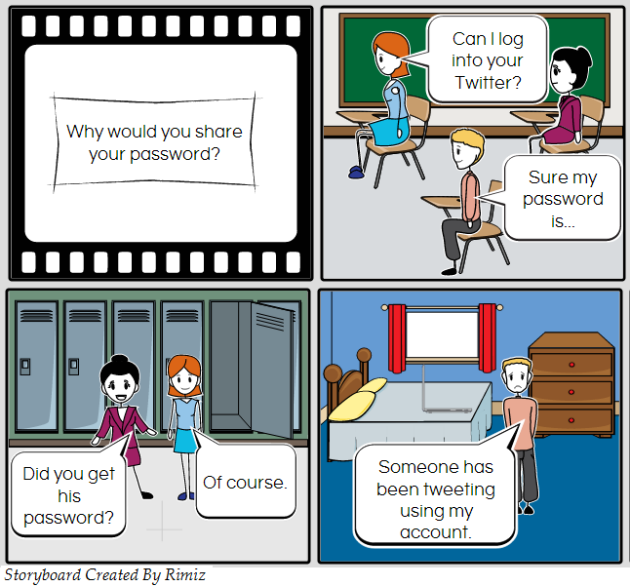 Why would you share
your password?
Can I log
into your
Twitter?
Sure my
password
is...
Did you get
his
password?
Of course.
Someone has
been tweeting
using my
account.
Storyboard Created By Rimiz